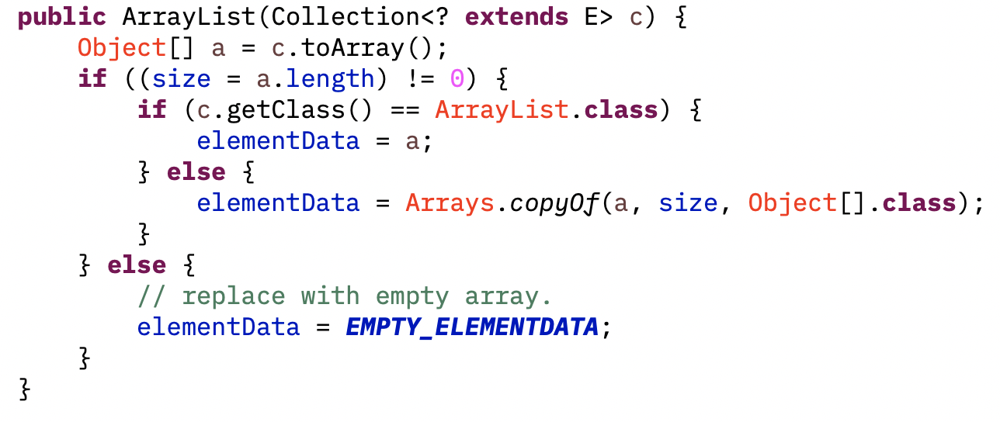 public ArrayList(Collection<? extends E> c) {
    Object[] a = c.toArray();
    if ((size = a.length) != 0) {
        if (c.getClass() == ArrayList.class) {
            elementData = a;
        } else {
            elementData = Arrays.copyOf(a, size, Object[].class);
        }
    } else {
        // replace with empty array.
        elementData = EMPTY_ELEMENTDATA;
    }
}